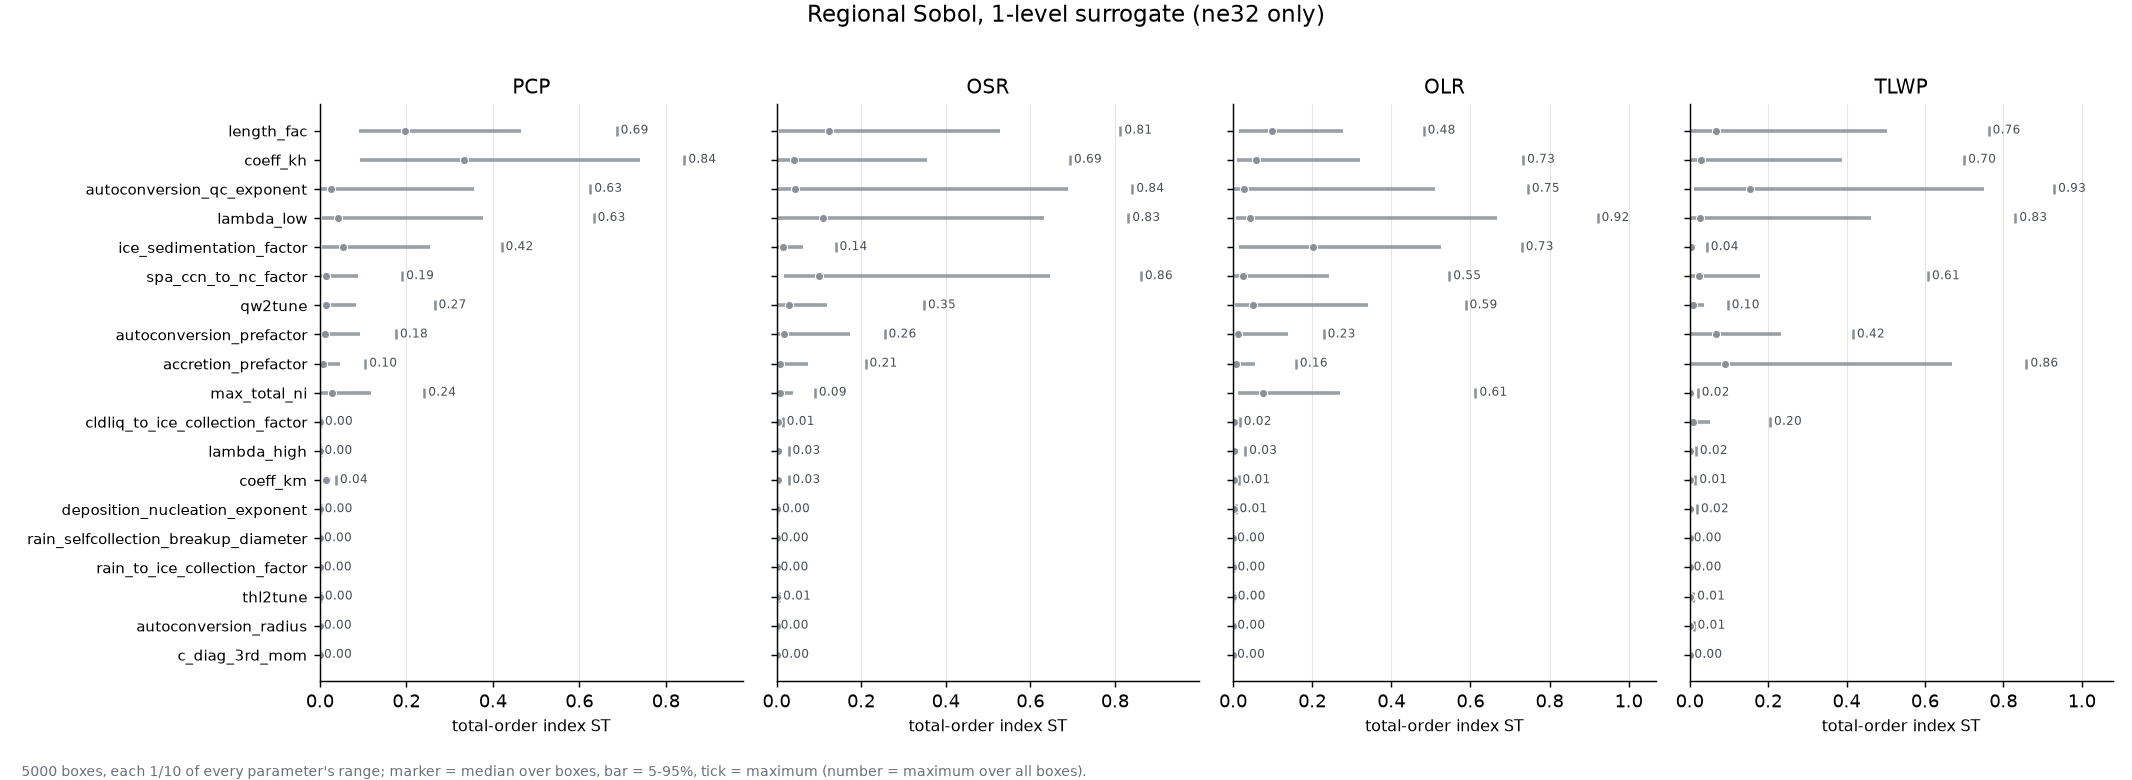 Regional Sobol, 1-level surrogate (ne32 only)
PCP OSR OLR TLWP
length_fac 0.69 0.81 0.48 0.76
coeff_kh 0.84 0.69 0.73 0.70
autoconversion_qc_exponent 0.63 0.84 0.75 0.93
lambda_low 0.63 0.83 0.92 0.83
ice_sedimentation_factor 0.42 0.14 0.73 0.04
spa_ccn_to_nc_factor 0.19 0.86 0.55 0.61
qw2tune 0.27 0.35 0.59 0.10
autoconversion_prefactor 0.18 0.26 0.23 0.42
accretion_prefactor 0.10 0.21 0.16 0.86
max_total_ni 0.24 0.09 0.61 0.02
cldliq_to_ice_collection_factor 0.00 0.01 0.02 0.20
lambda_high 0.00 0.03 0.03 0.02
coeff_km 0.04 0.03 0.01 0.01
deposition_nucleation_exponent 0.00 0.00 0.01 0.02
rain_selfcollection_breakup_diameter 0.00 0.00 0.00 0.00
rain_to_ice_collection_factor 0.00 0.00 0.00 0.00
thl2tune 0.00 0.01 0.00 0.01
autoconversion_radius 0.00 0.00 0.00 0.01
c_diag_3rd_mom 0.00 0.00 0.00 0.00
0.0 0.2 0.4 0.6 0.8 0.0 0.2 0.4 0.6 0.8 0.0 0.2 0.4 0.6 0.8 1.0 0.0 0.2 0.4 0.6 0.8 1.0
total-order index ST total-order index ST total-order index ST total-order index ST
5000 boxes, each 1/10 of every parameter's range; marker = median over boxes, bar = 5-95%, tick = maximum (number = maximum over all boxes).